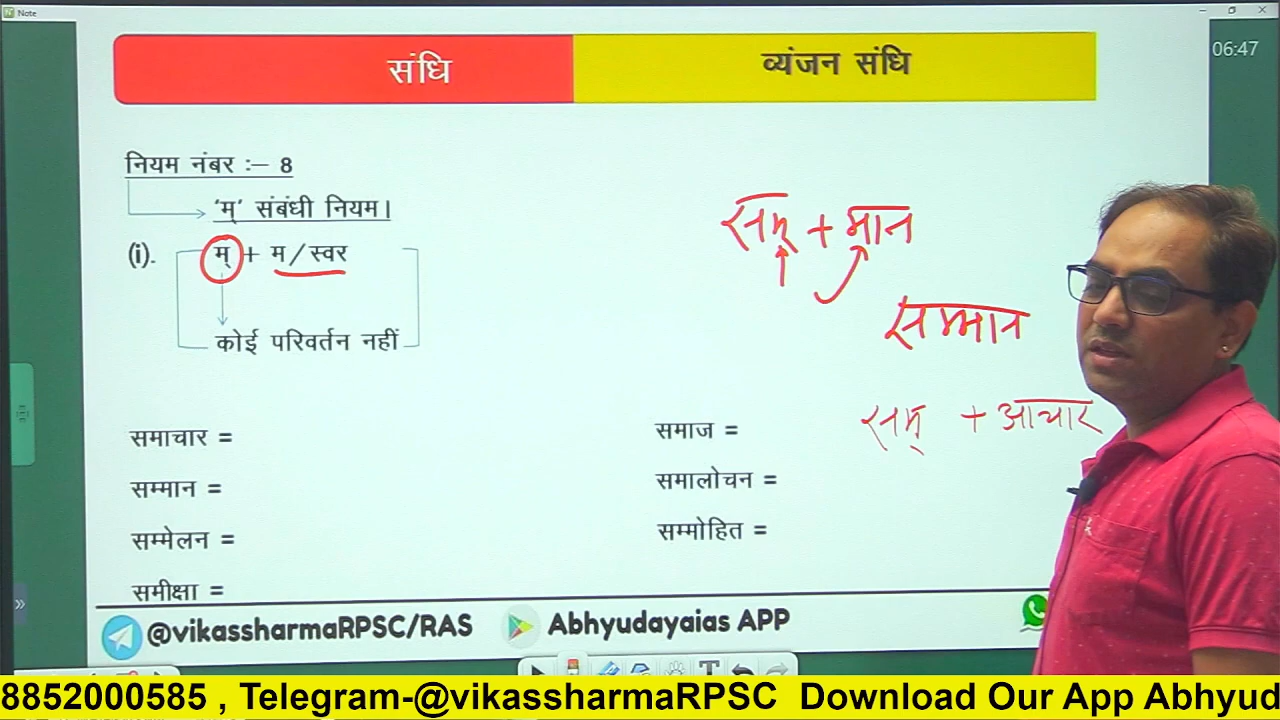 Note
संधि
व्यंजन संधि
06:47
नियम नंबर :– 8
'म्' संबंधी नियम।
(i). म् + म/स्वर
कोई परिवर्तन नहीं
सम् + मान
सम्मान
सम् + आचार
समाचार =
सम्मान =
सम्मेलन =
समीक्षा =
समाज =
समालोचन =
सम्मोहित =
@vikassharmaRPSC/RAS
Abhyudayaias APP
8852000585 , Telegram-@vikassharmaRPSC Download Our App Abhyud